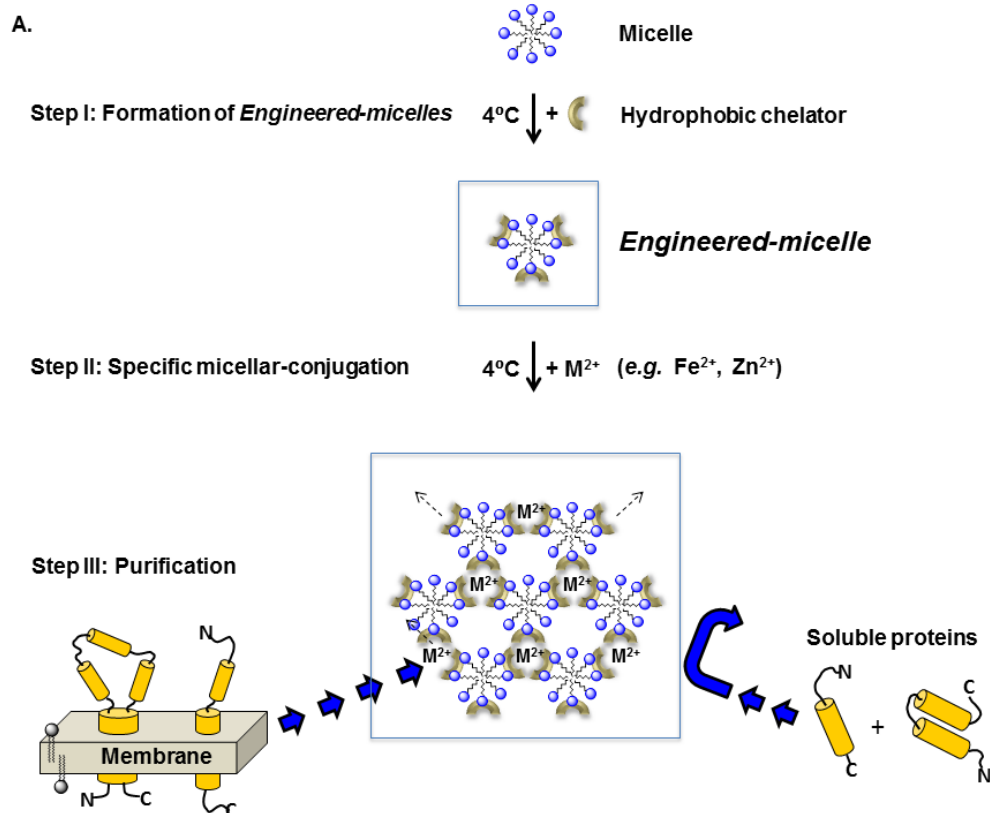 A.
Micelle
Step I: Formation of Engineered-micelles 4ºC + Hydrophobic chelator
Engineered-micelle
Step II: Specific micellar-conjugation 4ºC + M²⁺ (e.g. Fe²⁺, Zn²⁺)
M²⁺
Step III: Purification
M²⁺ M²⁺
N N
Soluble proteins
M²⁺ M²⁺ M²⁺
N C
+
Membrane
C N
N C C